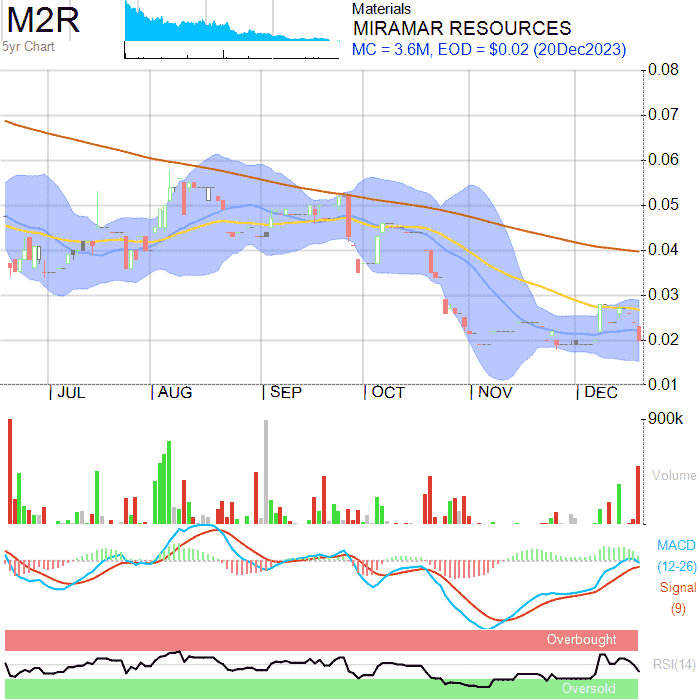 M2R
5yr Chart
Materials
MIRAMAR RESOURCES
MC = 3.6M, EOD = $0.02 (20Dec2023)
0.08
0.07
0.06
0.05
0.04
0.03
0.02
0.01
JUL AUG SEP OCT NOV DEC
900k
Volume
MACD
(12-26)
Signal
(9)
Overbought
RSI(14)
Oversold